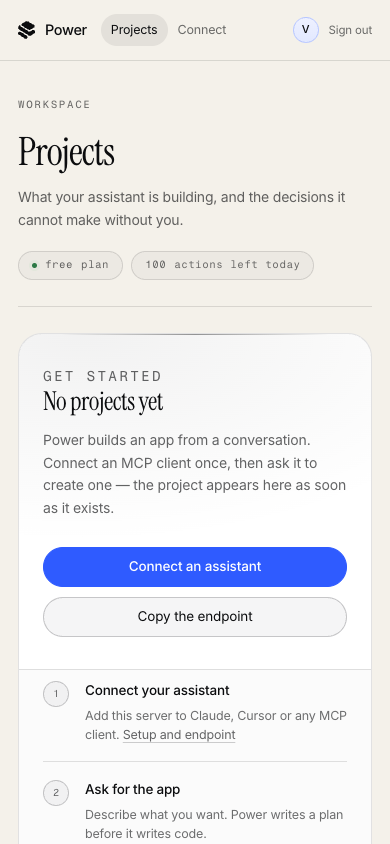 Power
Projects
Connect
V
Sign out
WORKSPACE
Projects
What your assistant is building, and the decisions it
cannot make without you.
free plan
100 actions left today
GET STARTED
No projects yet
Power builds an app from a conversation.
Connect an MCP client once, then ask it to
create one — the project appears here as soon
as it exists.
Connect an assistant
Copy the endpoint
1
Connect your assistant
Add this server to Claude, Cursor or any MCP
client. Setup and endpoint
2
Ask for the app
Describe what you want. Power writes a plan
before it writes code.